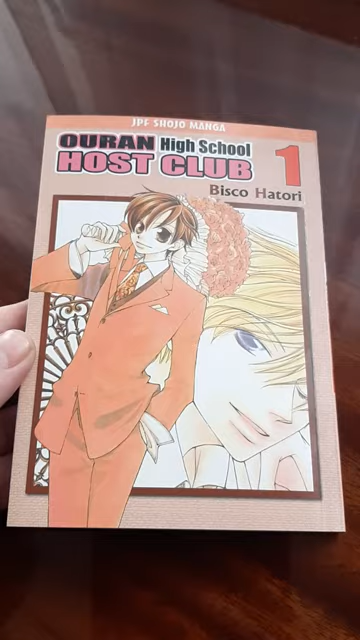 JPF SHOJO MANGA
OURAN High School
HOST CLUB
1
Bisco Hatori